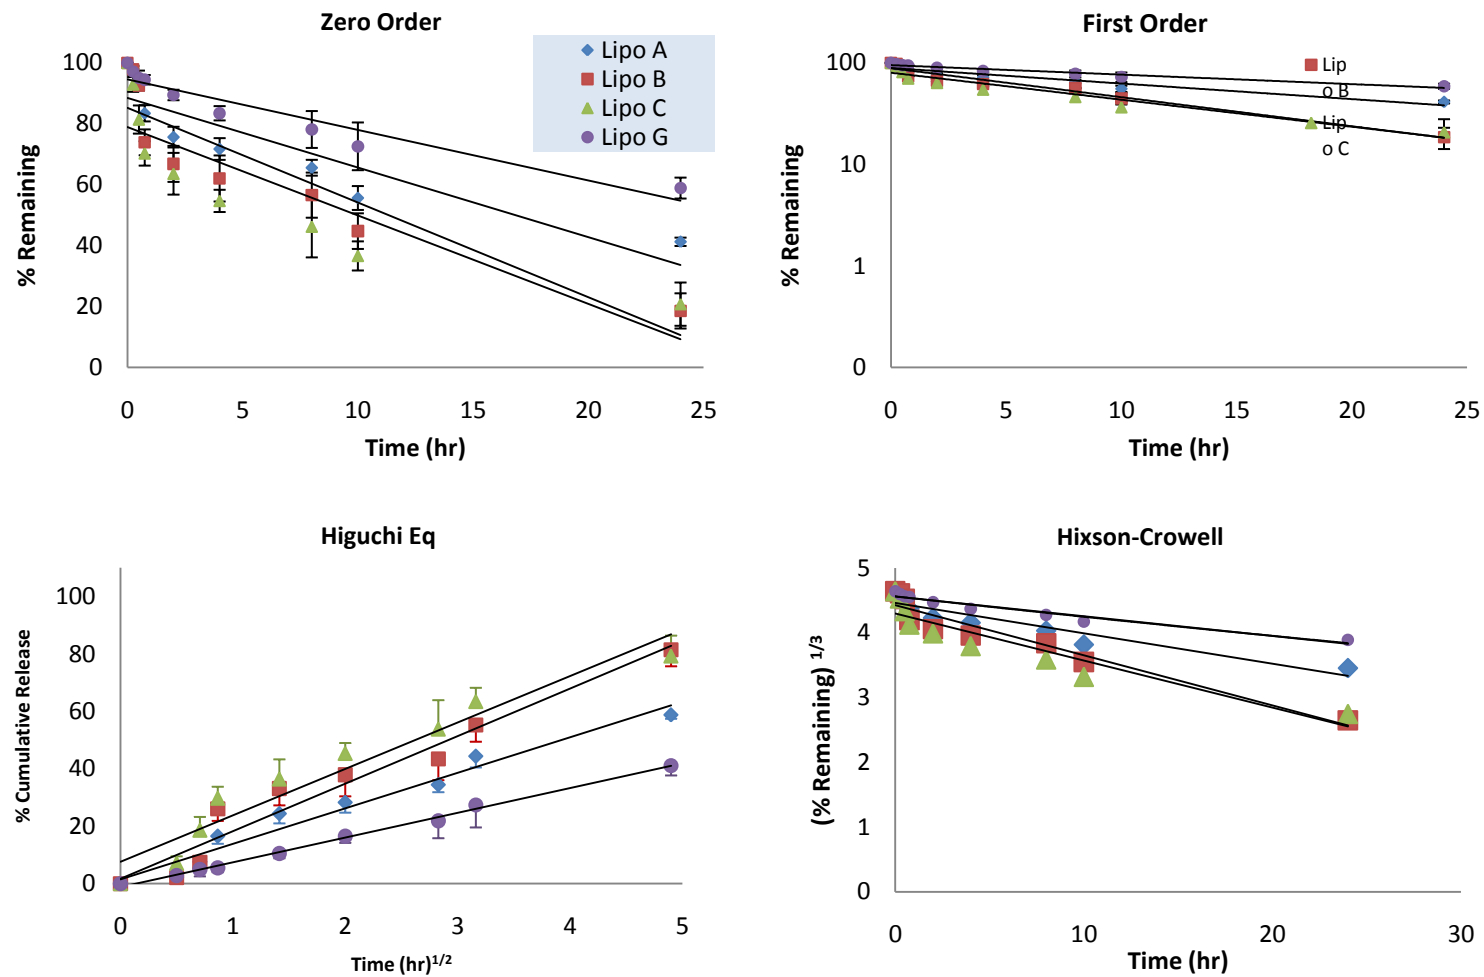 Zero Order
Lipo A
Lipo B
Lipo C
Lipo G
100
80
60
40
20
0
0 5 10 15 20 25
% Remaining
Time (hr)
First Order
Lip
o B
Lip
o C
100
10
1
0
0 5 10 15 20 25
% Remaining
Time (hr)
Higuchi Eq
100
80
60
40
20
0
0 1 2 3 4 5
% Cumulative Release
Time (hr)1/2
Hixson-Crowell
5
4
3
2
1
0
0 10 20 30
(% Remaining) 1/3
Time (hr)